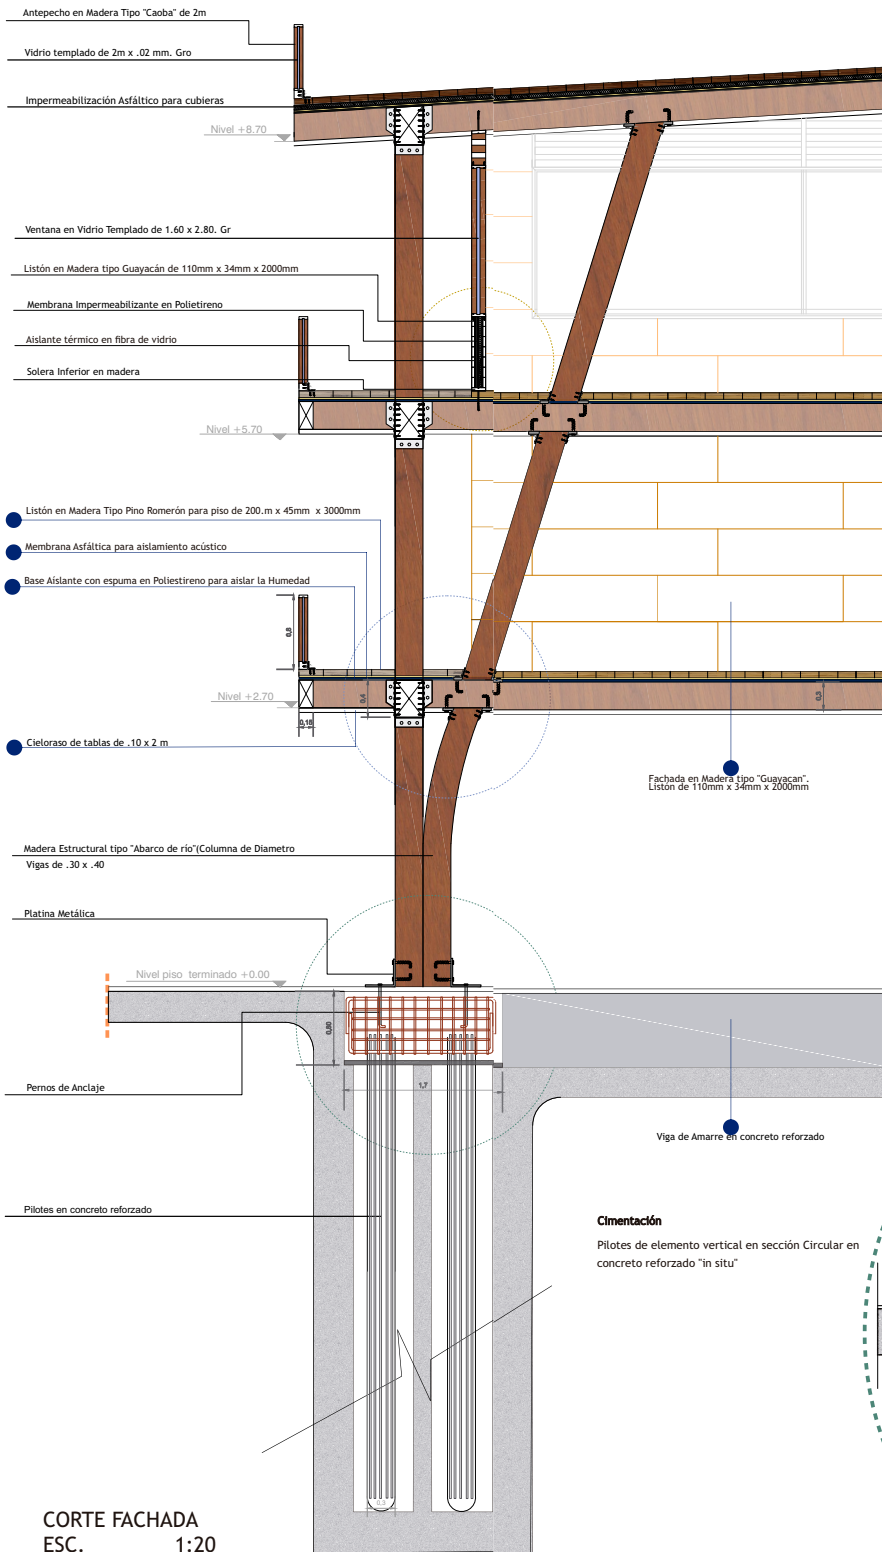 Antepecho en Madera Tipo "Caoba" de 2m
Vidrio templado de 2m x .02 mm. Gro
Impermeabilización Asfáltico para cubieras
Nivel +8.70
Ventana en Vidrio Templado de 1.60 x 2.80. Gr
Listón en Madera tipo Guayacán de 110mm x 34mm x 2000mm
Membrana Impermeabilizante en Polietireno
Aislante térmico en fibra de vidrio
Solera Inferior en madera
Nivel +5.70
Listón en Madera Tipo Pino Romerón para piso de 200.m x 45mm x 3000mm
Membrana Asfáltica para aislamiento acústico
Base Aislante con espuma en Poliestireno para aislar la Humedad
0,8
Nivel +2.70
0,4
0,3
0,15
Cieloraso de tablas de .10 x 2 m
Fachada en Madera tipo "Guayacan".
Listón de 110mm x 34mm x 2000mm
Madera Estructural tipo "Abarco de río"(Columna de Diametro
Vigas de .30 x .40
Platina Metálica
Nivel piso terminado +0.00
0,80
Pernos de Anclaje
1,7
Viga de Amarre en concreto reforzado
Pilotes en concreto reforzado
Cimentación
Pilotes de elemento vertical en sección Circular en
concreto reforzado "in situ"
0,3
CORTE FACHADA
ESC. 1:20